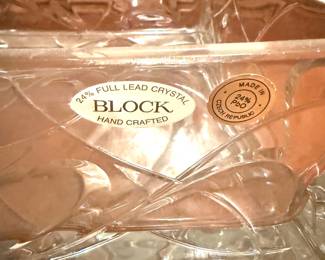 24% FULL LEAD CRYSTAL
BLOCK
HAND CRAFTED
MADE IN
24%
PbO
CZECH REPUBLIC